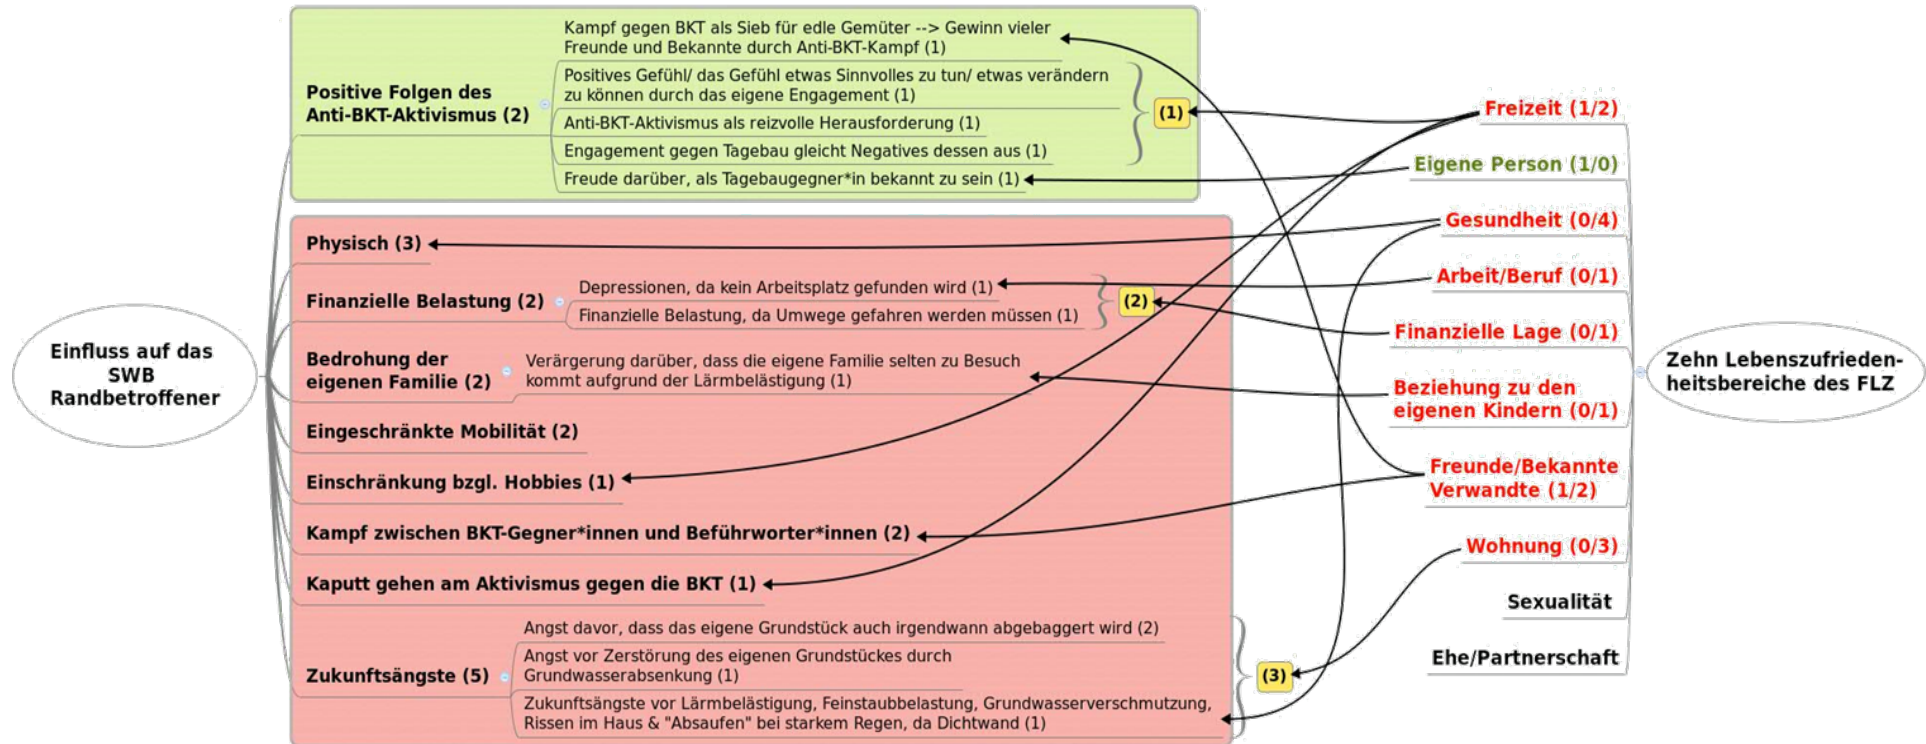 Einfluss auf das
SWB
Randbetroffener
Positive Folgen des
Anti-BKT-Aktivismus (2)
Kampf gegen BKT als Sieb für edle Gemüter --> Gewinn vieler
Freunde und Bekannte durch Anti-BKT-Kampf (1)
Positives Gefühl/ das Gefühl etwas Sinnvolles zu tun/ etwas verändern
zu können durch das eigene Engagement (1)
Anti-BKT-Aktivismus als reizvolle Herausforderung (1)
Engagement gegen Tagebau gleicht Negatives dessen aus (1)
(1)
Freude darüber, als Tagebaugegner*in bekannt zu sein (1)
Physisch (3)
Finanzielle Belastung (2)
Depressionen, da kein Arbeitsplatz gefunden wird (1)
Finanzielle Belastung, da Umwege gefahren werden müssen (1)
(2)
Bedrohung der
eigenen Familie (2)
Verärgerung darüber, dass die eigene Familie selten zu Besuch
kommt aufgrund der Lärmbelästigung (1)
Eingeschränkte Mobilität (2)
Einschränkung bzgl. Hobbies (1)
Kampf zwischen BKT-Gegner*innen und Beführworter*innen (2)
Kaputt gehen am Aktivismus gegen die BKT (1)
Zukunftsängste (5)
Angst davor, dass das eigene Grundstück auch irgendwann abgebaggert wird (2)
Angst vor Zerstörung des eigenen Grundstückes durch
Grundwasserabsenkung (1)
Zukunftsängste vor Lärmbelästigung, Feinstaubbelastung, Grundwasserverschmutzung,
Rissen im Haus & "Absaufen" bei starkem Regen, da Dichtwand (1)
(3)
Freizeit (1/2)
Eigene Person (1/0)
Gesundheit (0/4)
Arbeit/Beruf (0/1)
Finanzielle Lage (0/1)
Beziehung zu den
eigenen Kindern (0/1)
Freunde/Bekannte
Verwandte (1/2)
Wohnung (0/3)
Sexualität
Ehe/Partnerschaft
Zehn Lebenszufrieden-
heitsbereiche des FLZ